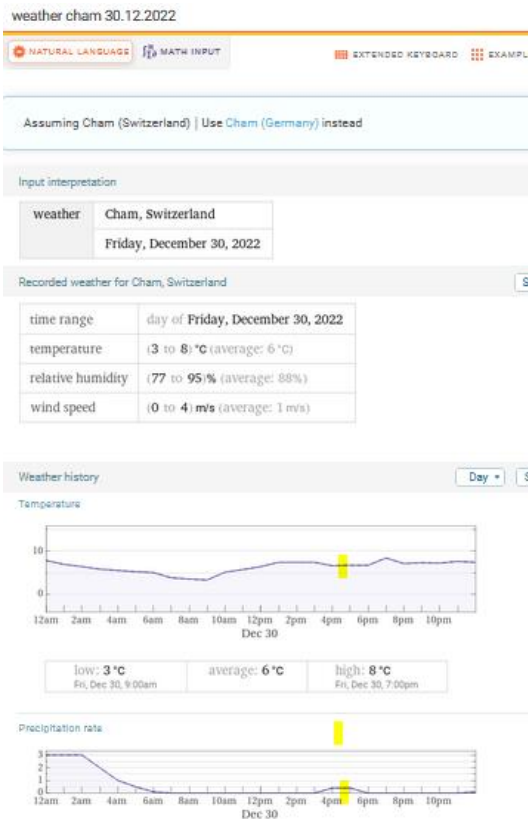 weather cham 30.12.2022
NATURAL LANGUAGE MATH INPUT EXTENDED KEYBOARD EXAMPL
Assuming Cham (Switzerland) | Use Cham (Germany) instead
Input interpretation
weather Cham, Switzerland
Friday, December 30, 2022
Recorded weather for Cham, Switzerland S
time range day of Friday, December 30, 2022
temperature (3 to 8) °C (average: 6 °C)
relative humidity (77 to 95)% (average: 88%)
wind speed (0 to 4) m/s (average: 1 m/s)
Weather history Day S
Temperature
10
0
12am 2am 4am 6am 8am 10am 12pm 2pm 4pm 6pm 8pm 10pm
Dec 30
low: 3 °C average: 6 °C high: 8 °C
Fri, Dec 30, 9:00am Fri, Dec 30, 7:00pm
Precipitation rate
3
2
1
0
12am 2am 4am 6am 8am 10am 12pm 2pm 4pm 6pm 8pm 10pm
Dec 30